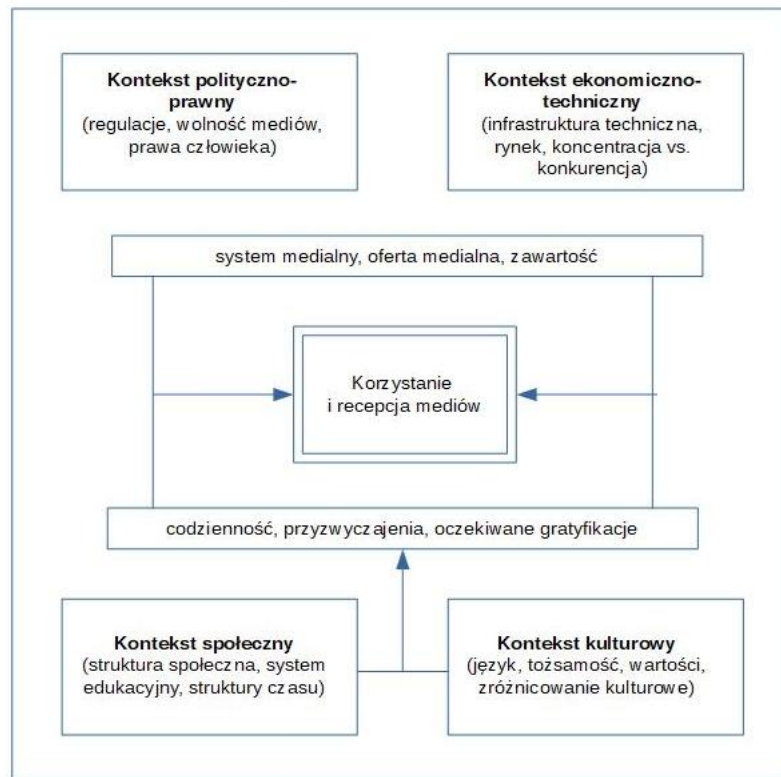 Kontekst polityczno-
prawny
(regulacje, wolność mediów,
prawa człowieka)
Kontekst ekonomiczno-
techniczny
(infrastruktura techniczna,
rynek, koncentracja vs.
konkurencja)
system medialny, oferta medialna, zawartość
Korzystanie
i recepcja mediów
codzienność, przyzwyczajenia, oczekiwane gratyfikacje
Kontekst społeczny
(struktura społeczna, system
edukacyjny, struktury czasu)
Kontekst kulturowy
(język, tożsamość, wartości,
zróżnicowanie kulturowe)